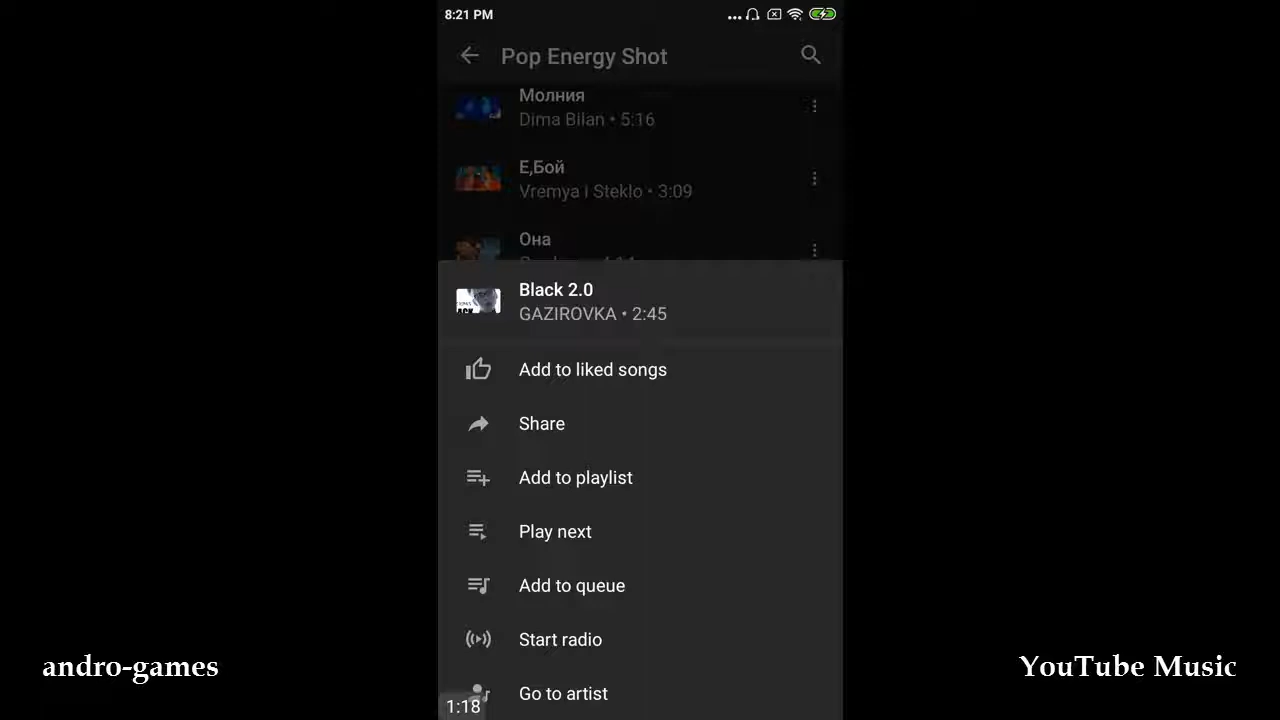 8:21 PM
Pop Energy Shot
Молния
Dima Bilan • 5:16
Е,Бой
Vremya i Steklo • 3:09
Она
Black 2.0
GAZIROVKA • 2:45
Add to liked songs
Share
Add to playlist
Play next
Add to queue
Start radio
Go to artist
1:18
andro-games
YouTube Music